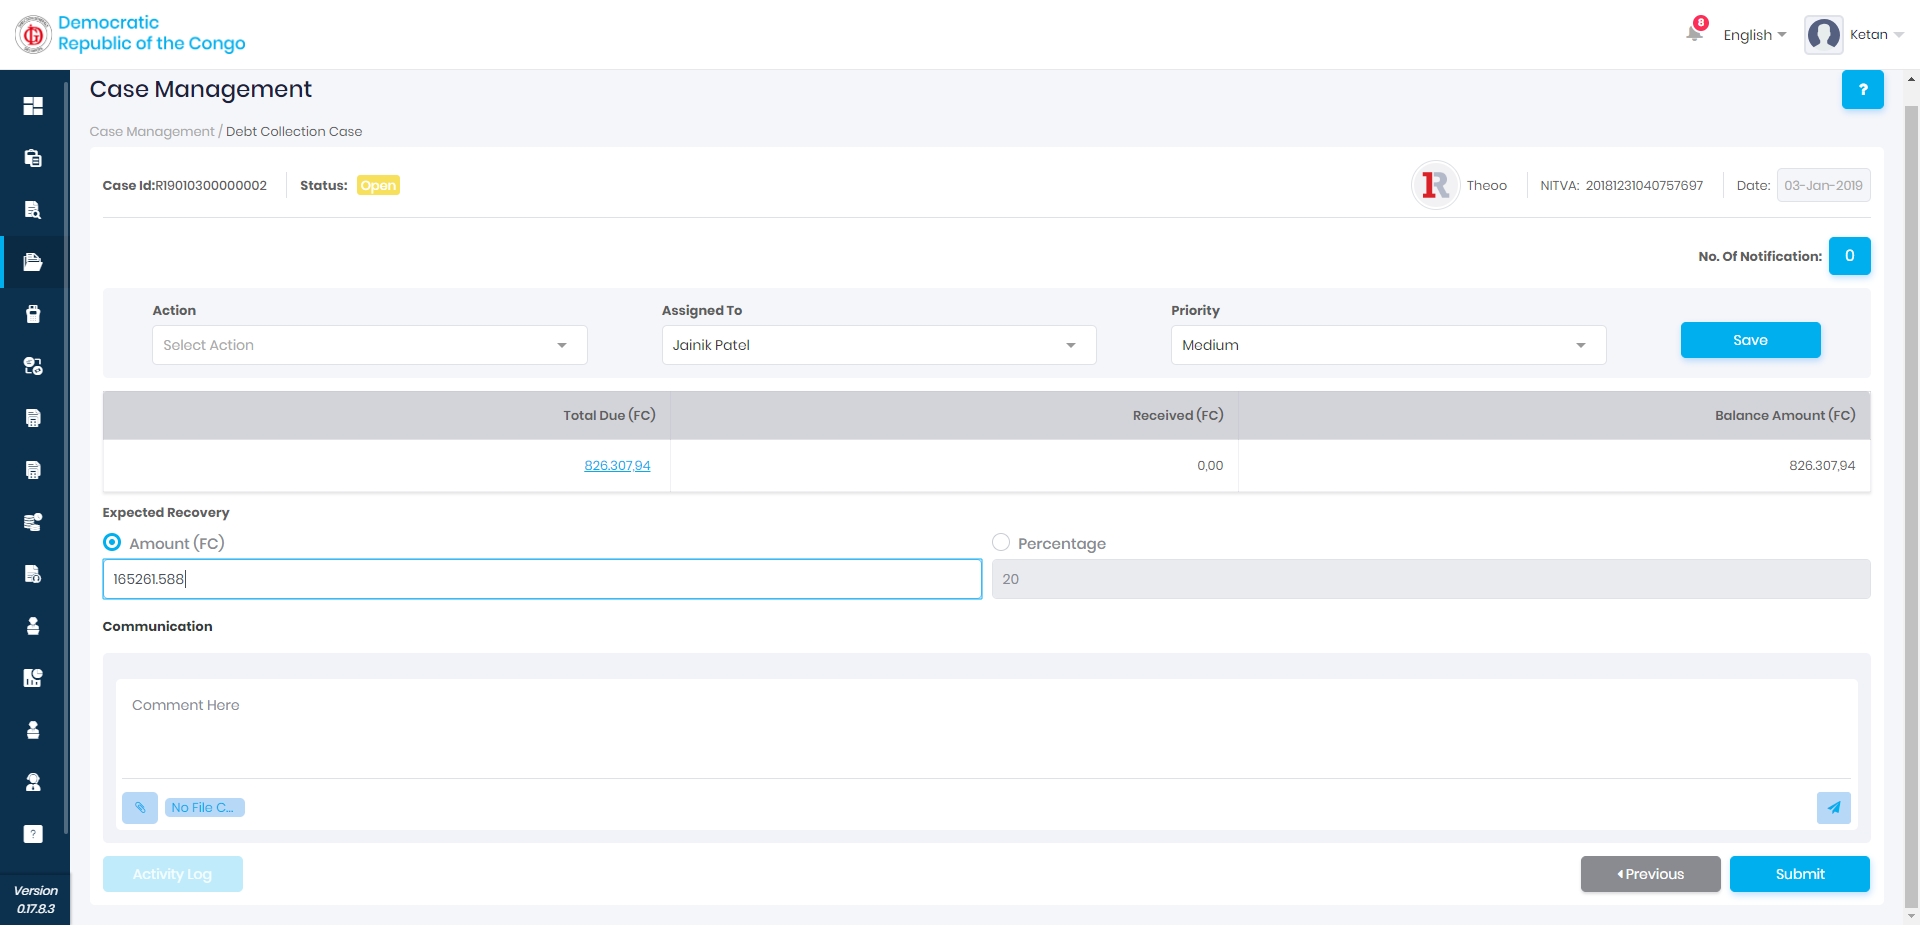 Democratic
Republic of the Congo
8
English
Ketan
Case Management
?
Case Management / Debt Collection Case
Case Id:R19010300000002
Status: Open
1R
Theoo
NITVA: 20181231040757697
Date: 03-Jan-2019
No. Of Notification: 0
Action
Assigned To
Priority
Select Action
Jainik Patel
Medium
Save
Total Due (FC)
Received (FC)
Balance Amount (FC)
826.307,94
0,00
826.307,94
Expected Recovery
Amount (FC)
Percentage
165261.588
20
Communication
Comment Here
No File C...
Activity Log
Previous
Submit
?
Version
0.17.8.3